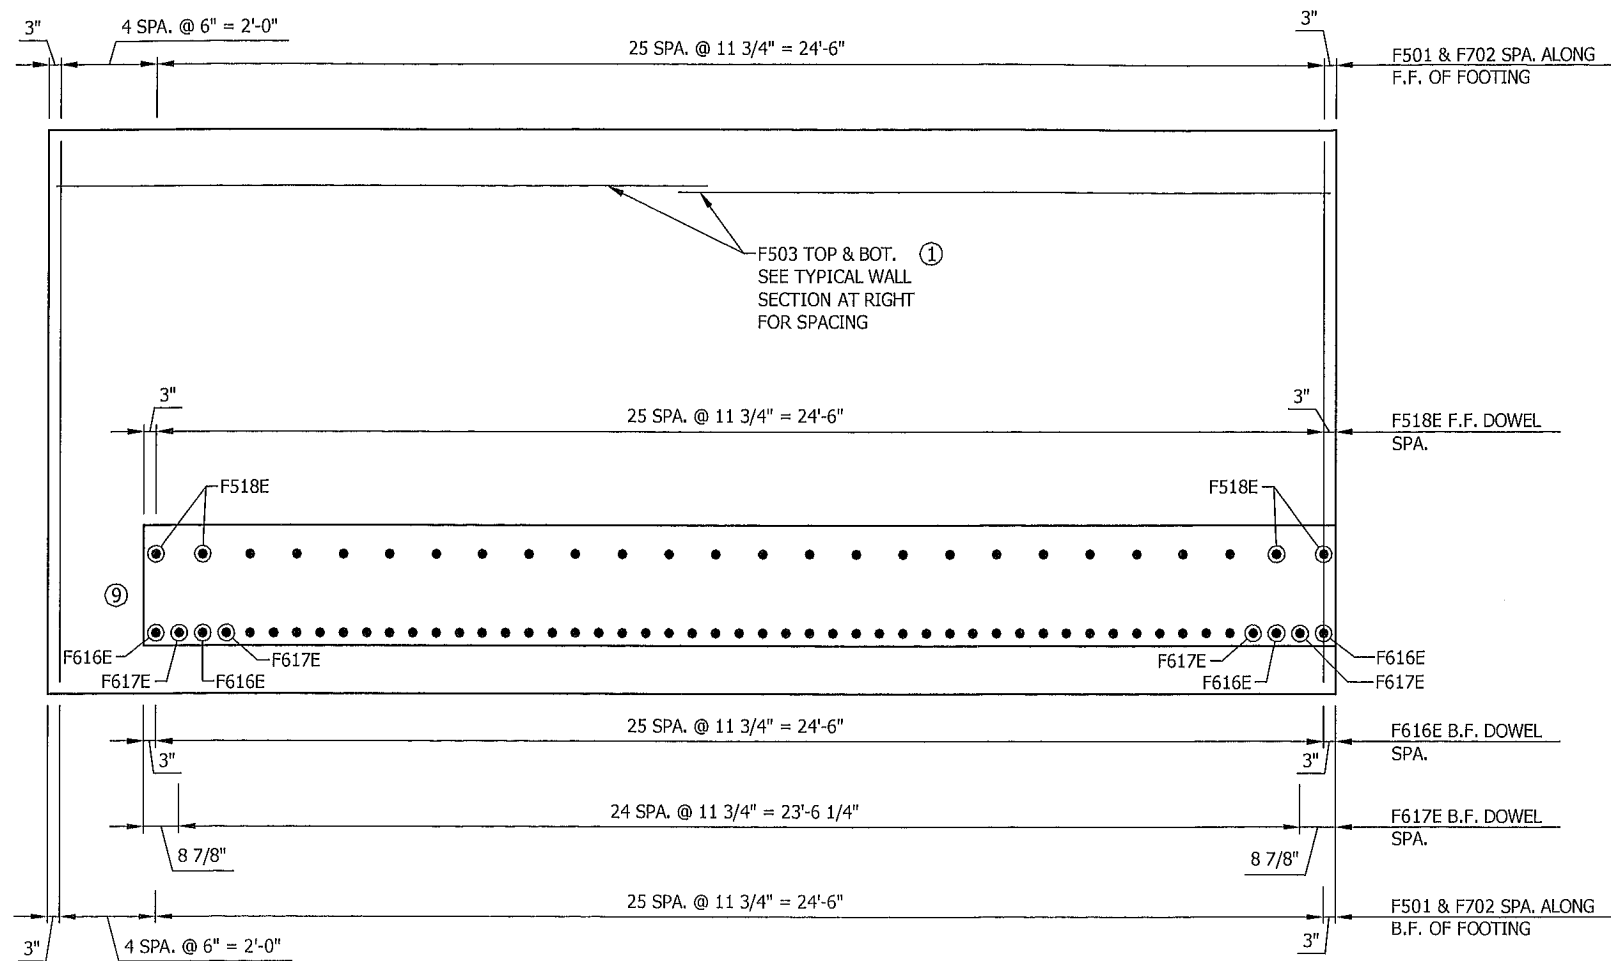 3"
4 SPA. @ 6" = 2'-0"
25 SPA. @ 11 3/4" = 24'-6"
3"
F501 & F702 SPA. ALONG
F.F. OF FOOTING
F503 TOP & BOT. 1
SEE TYPICAL WALL
SECTION AT RIGHT
FOR SPACING
3"
25 SPA. @ 11 3/4" = 24'-6"
3"
F518E F.F. DOWEL
SPA.
F518E
F518E
9
F616E
F617E
F616E
F617E
F617E
F616E
F616E
F617E
25 SPA. @ 11 3/4" = 24'-6"
F616E B.F. DOWEL
SPA.
3"
3"
24 SPA. @ 11 3/4" = 23'-6 1/4"
F617E B.F. DOWEL
SPA.
8 7/8"
8 7/8"
25 SPA. @ 11 3/4" = 24'-6"
F501 & F702 SPA. ALONG
B.F. OF FOOTING
3"
4 SPA. @ 6" = 2'-0"
3"